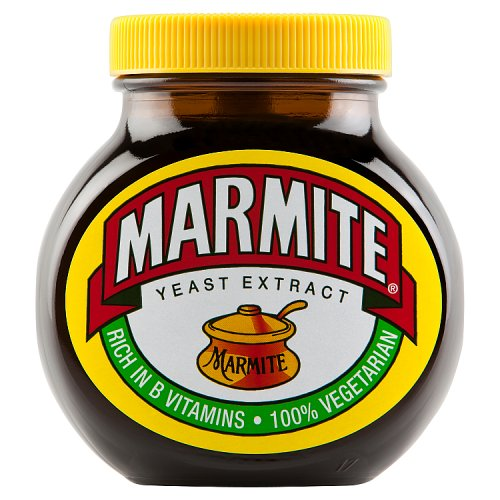 MARMITE®
YEAST EXTRACT
MARMITE
RICH IN B VITAMINS • 100% VEGETARIAN